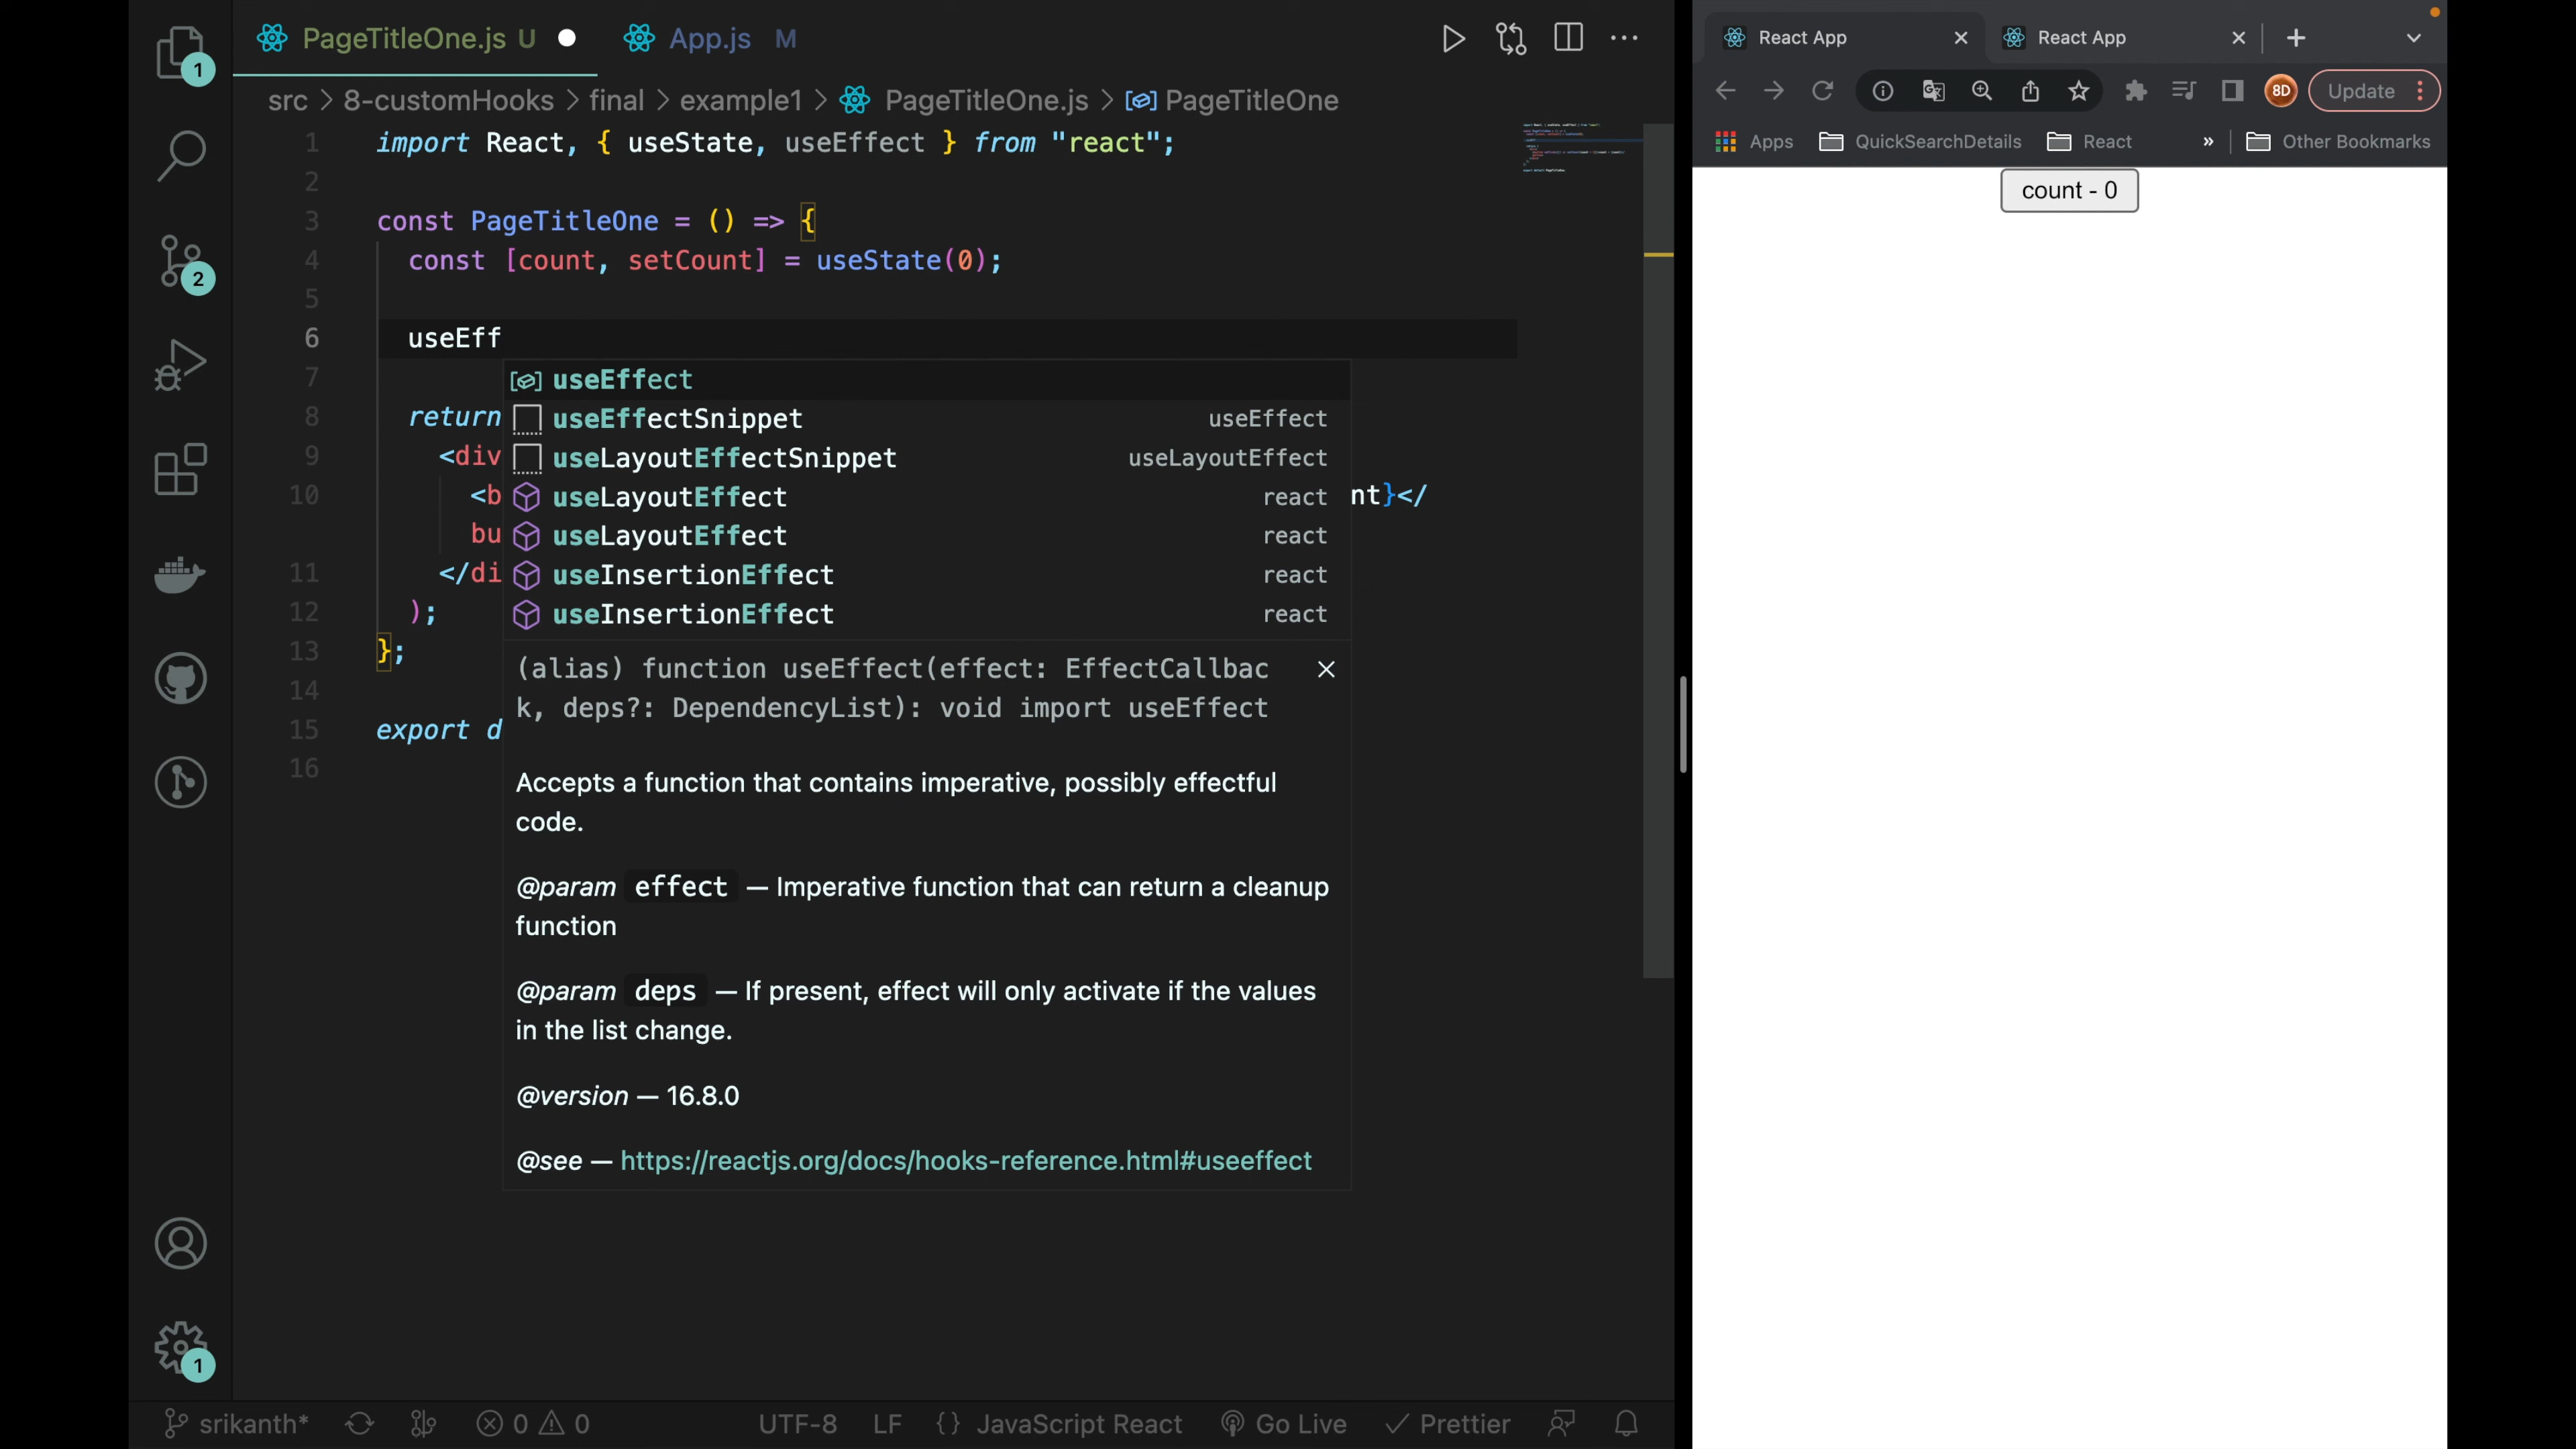 PageTitleOne.js U
App.js M
src > 8-customHooks > final > example1 > PageTitleOne.js > PageTitleOne
1 import React, { useState, useEffect } from "react";
2
3 const PageTitleOne = () => {
4 const [count, setCount] = useState(0);
5
6 useEff
7
8 return
9 <div
10 <b nt}</
bu
11 </di
12 );
13 };
14
15 export d
16
useEffect
useEffectSnippet useEffect
useLayoutEffectSnippet useLayoutEffect
useLayoutEffect react
useLayoutEffect react
useInsertionEffect react
useInsertionEffect react
(alias) function useEffect(effect: EffectCallbac
k, deps?: DependencyList): void import useEffect
Accepts a function that contains imperative, possibly effectful
code.
@param effect — Imperative function that can return a cleanup
function
@param deps — If present, effect will only activate if the values
in the list change.
@version — 16.8.0
@see — https://reactjs.org/docs/hooks-reference.html#useeffect
1
2
1
srikanth* 0 0 UTF-8 LF {} JavaScript React Go Live Prettier
React App React App
8D Update
Apps QuickSearchDetails React » Other Bookmarks
count - 0